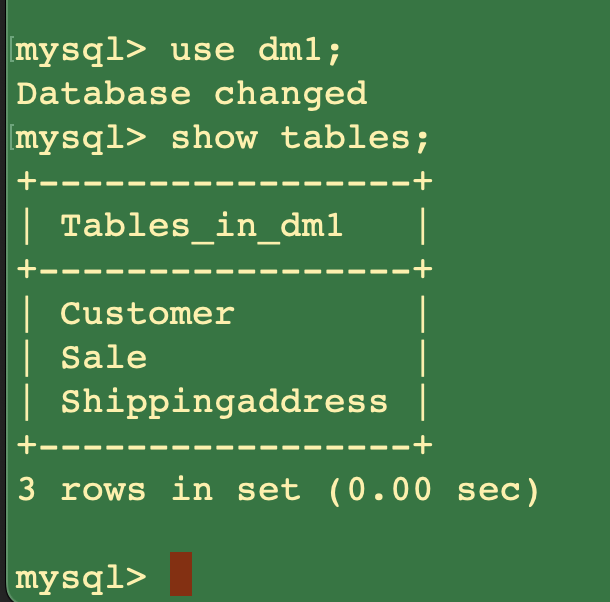 mysql> use dm1;
Database changed
mysql> show tables;
+-----------------+
| Tables_in_dm1   |
+-----------------+
| Customer        |
| Sale            |
| Shippingaddress |
+-----------------+
3 rows in set (0.00 sec)
mysql>